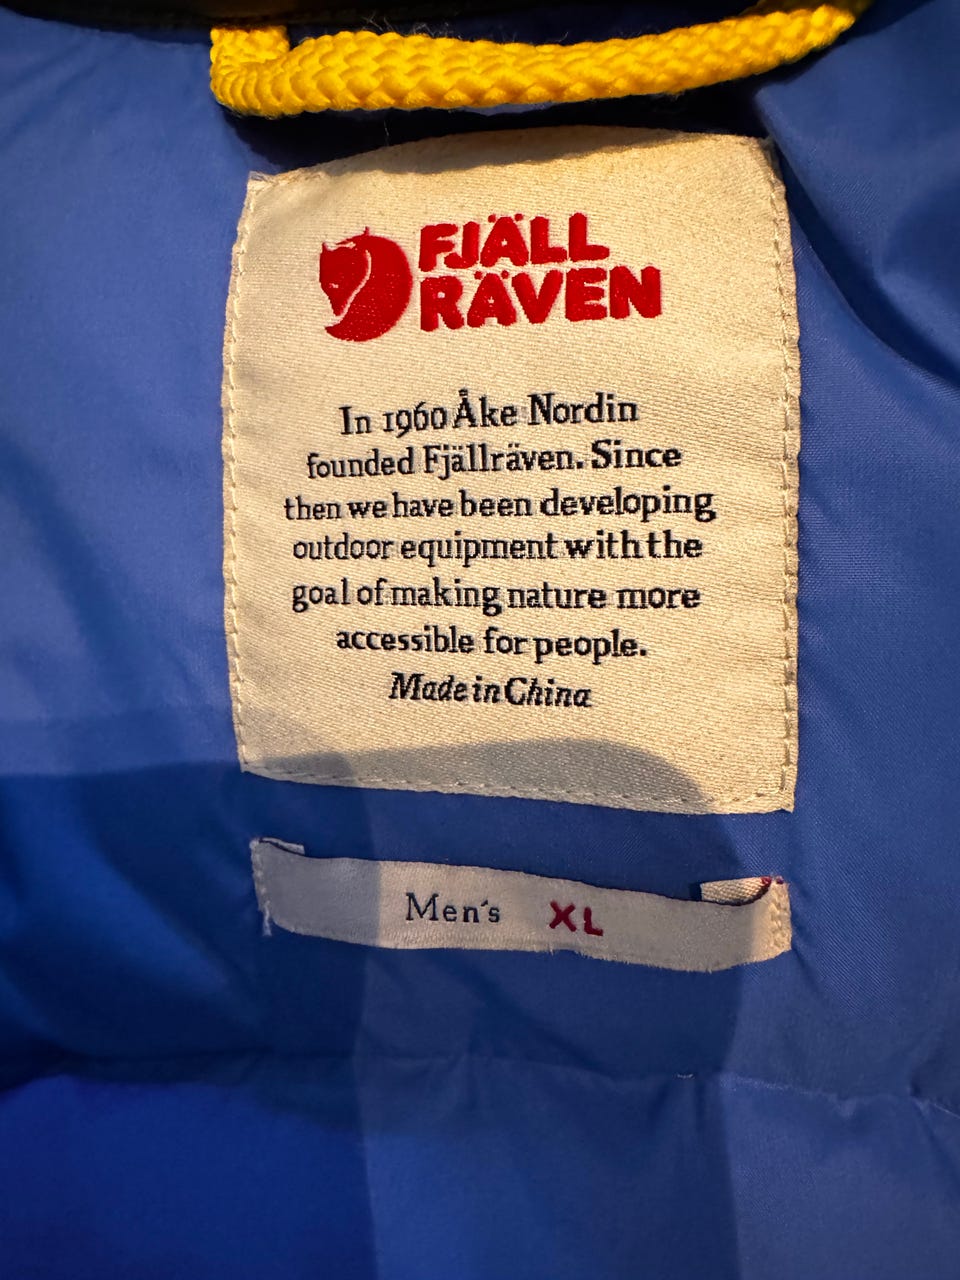 FJÄLL
RÄVEN
In 1960 Åke Nordin
founded Fjällräven. Since
then we have been developing
outdoor equipment with the
goal of making nature more
accessible for people.
Made in China
Men's XL